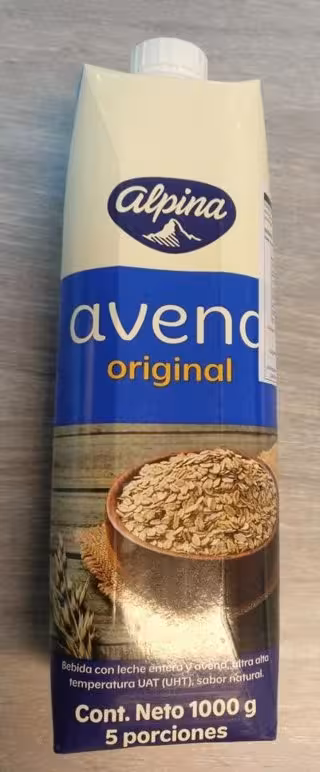 Alpina
avena
original
Bebida con leche entera y avena, ultra alta
temperatura UAT (UHT), sabor natural.
Cont. Neto 1000 g
5 porciones